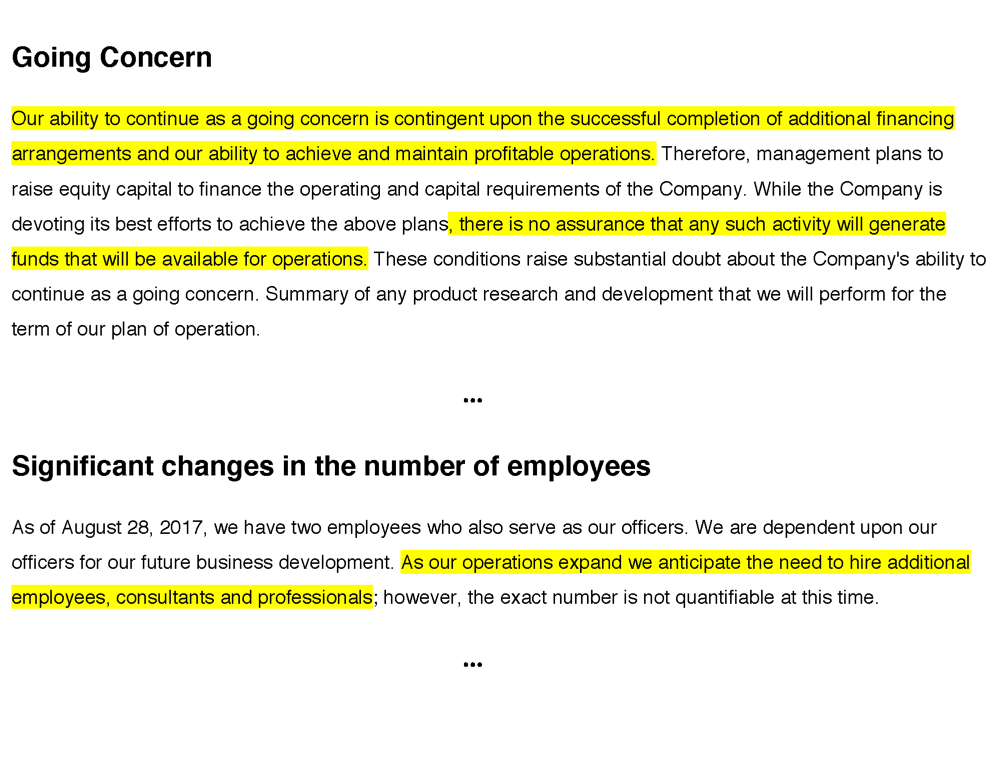 Going Concern
Our ability to continue as a going concern is contingent upon the successful completion of additional financing
arrangements and our ability to achieve and maintain profitable operations. Therefore, management plans to
raise equity capital to finance the operating and capital requirements of the Company. While the Company is
devoting its best efforts to achieve the above plans, there is no assurance that any such activity will generate
funds that will be available for operations. These conditions raise substantial doubt about the Company's ability to
continue as a going concern. Summary of any product research and development that we will perform for the
term of our plan of operation.
...
Significant changes in the number of employees
As of August 28, 2017, we have two employees who also serve as our officers. We are dependent upon our
officers for our future business development. As our operations expand we anticipate the need to hire additional
employees, consultants and professionals; however, the exact number is not quantifiable at this time.
...